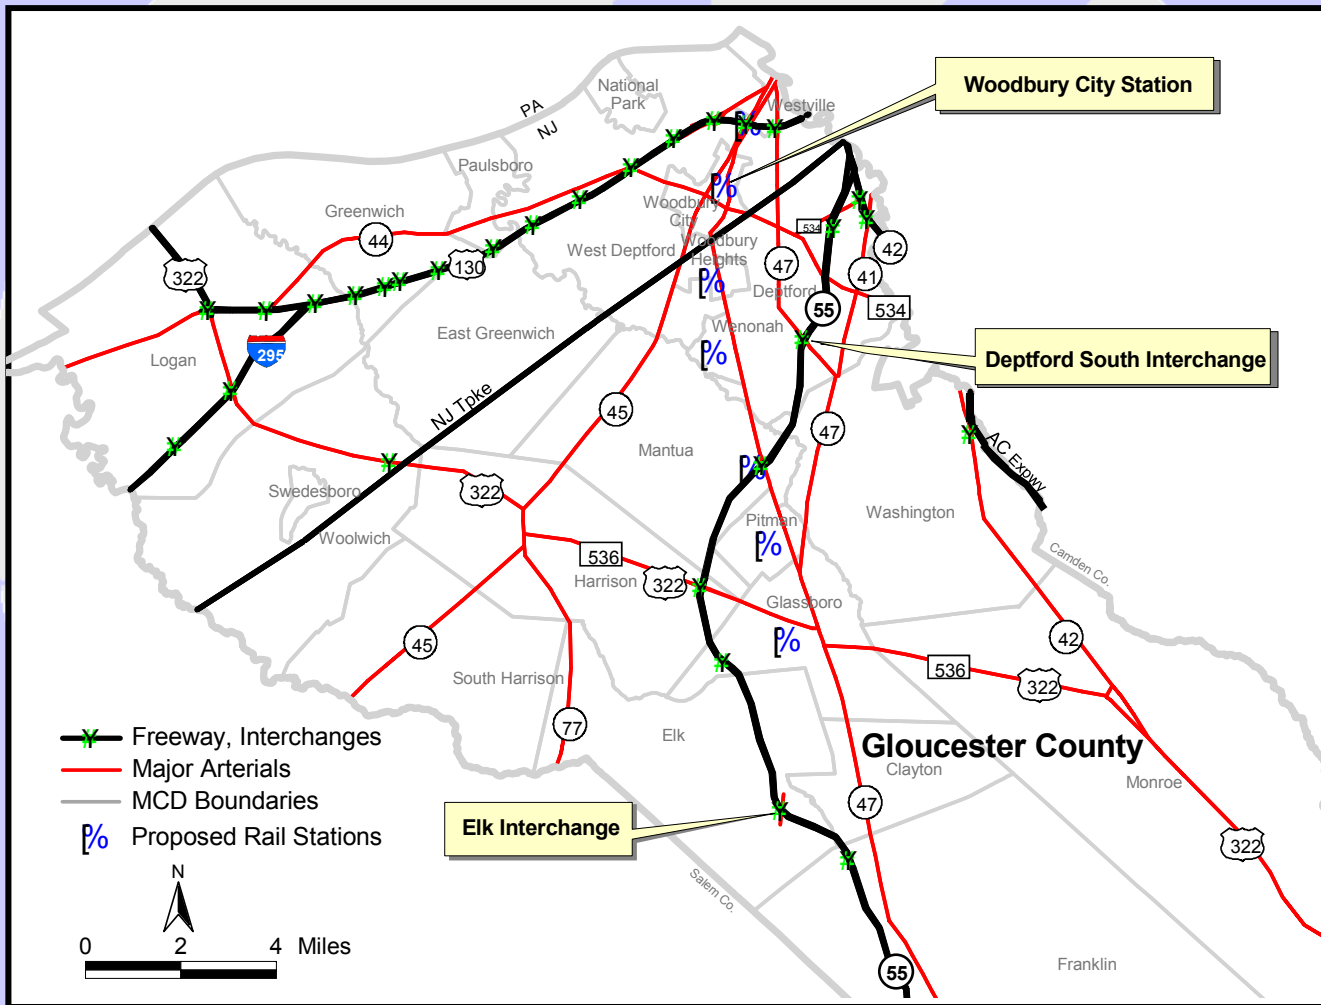 Woodbury City Station
National
Park
PA
NJ
Westville
Paulsboro
Greenwich
44
Woodbury
City
534
42
322
130
West Deptford
Woodbury
Heights
47
41
Deptford
55
534
Wenonah
East Greenwich
Logan
295
Deptford South Interchange
NJ Tpke
45
47
Mantua
AC Expwy
Swedesboro
322
Pitman
Washington
Woolwich
536
Harrison
322
Camden Co.
Glassboro
45
42
South Harrison
536
322
77
Elk
Gloucester County
Clayton
Monroe
Freeway, Interchanges
Major Arterials
MCD Boundaries
Proposed Rail Stations
47
Elk Interchange
322
Salem Co.
N
0 2 4 Miles
55
Franklin